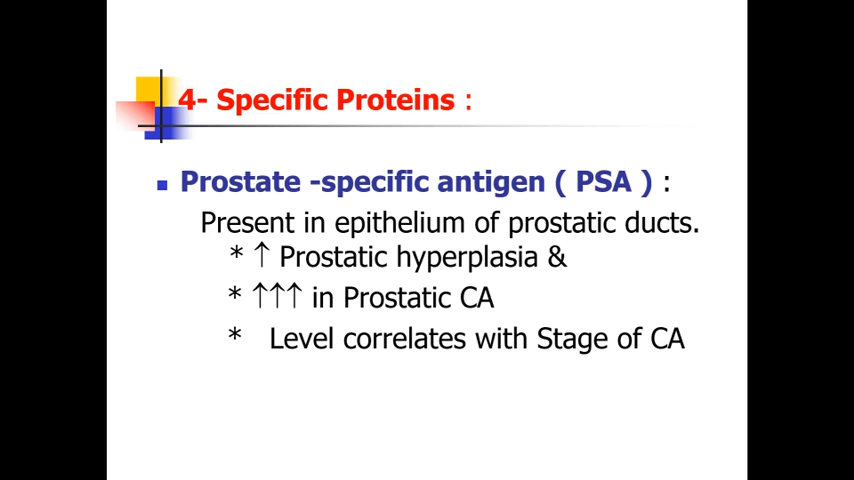 4- Specific Proteins :
Prostate -specific antigen ( PSA ) :
Present in epithelium of prostatic ducts.
* ↑ Prostatic hyperplasia &
* ↑↑↑ in Prostatic CA
* Level correlates with Stage of CA